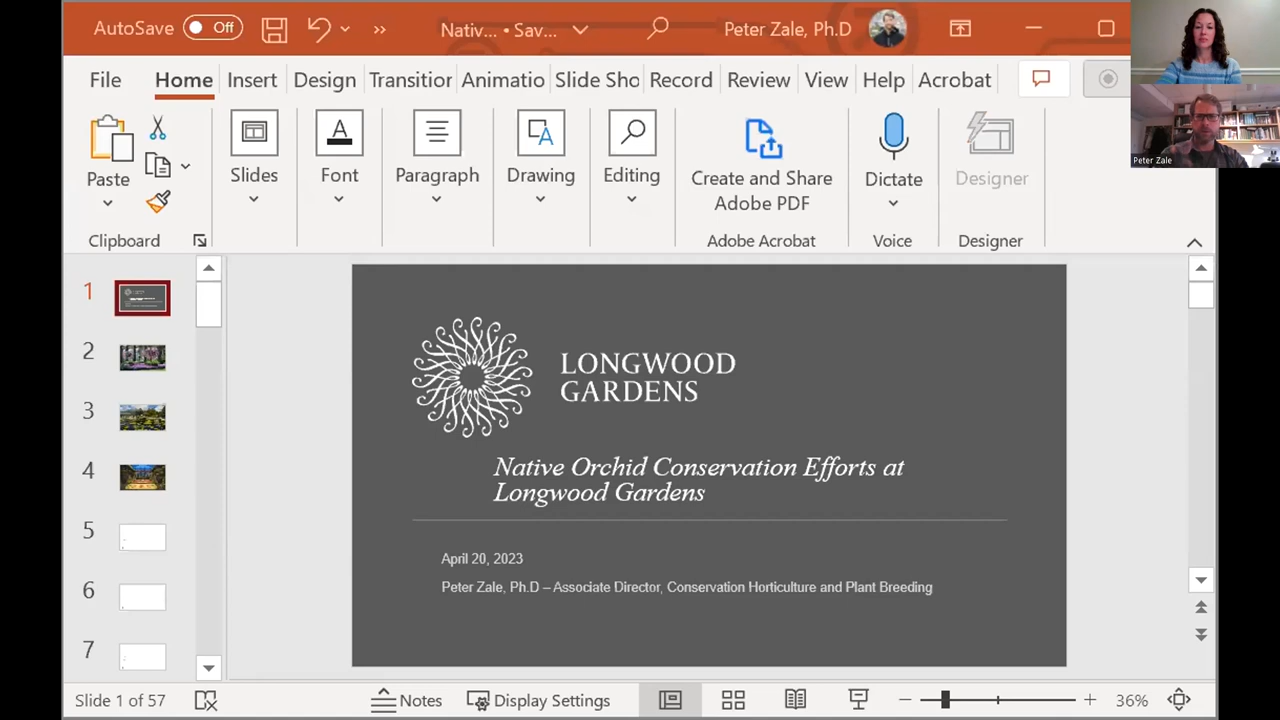 AutoSave Off
Nativ... • Sav...
Peter Zale, Ph.D
File Home Insert Design Transition Animatio Slide Sho Record Review View Help Acrobat
Paste
Slides
Font
Paragraph
Drawing
Editing
Create and Share
Adobe PDF
Dictate
Designer
Clipboard
Adobe Acrobat
Voice
Designer
Peter Zale
1
2
3
4
5
6
7
LONGWOOD
GARDENS
Native Orchid Conservation Efforts at
Longwood Gardens
April 20, 2023
Peter Zale, Ph.D – Associate Director, Conservation Horticulture and Plant Breeding
Slide 1 of 57
Notes
Display Settings
36%